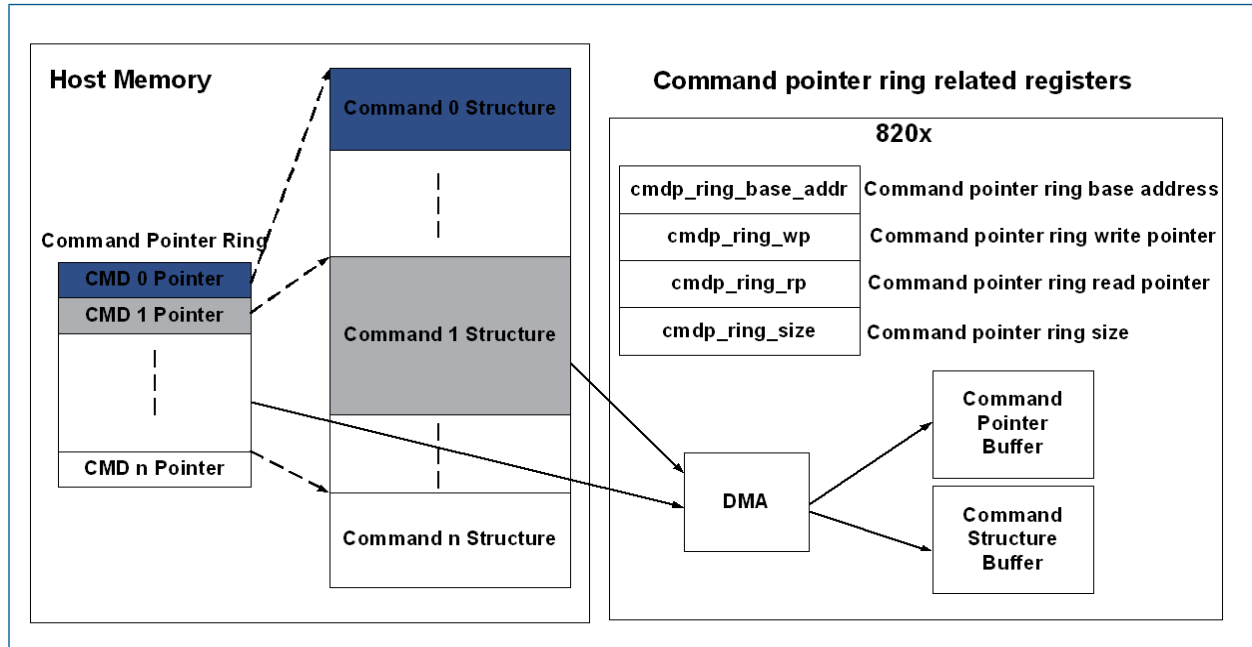 Host Memory
Command 0 Structure
Command Pointer Ring
CMD 0 Pointer
CMD 1 Pointer
Command 1 Structure
CMD n Pointer
Command n Structure
Command pointer ring related registers
820x
cmdp_ring_base_addr Command pointer ring base address
cmdp_ring_wp Command pointer ring write pointer
cmdp_ring_rp Command pointer ring read pointer
cmdp_ring_size Command pointer ring size
Command
Pointer
Buffer
DMA
Command
Structure
Buffer